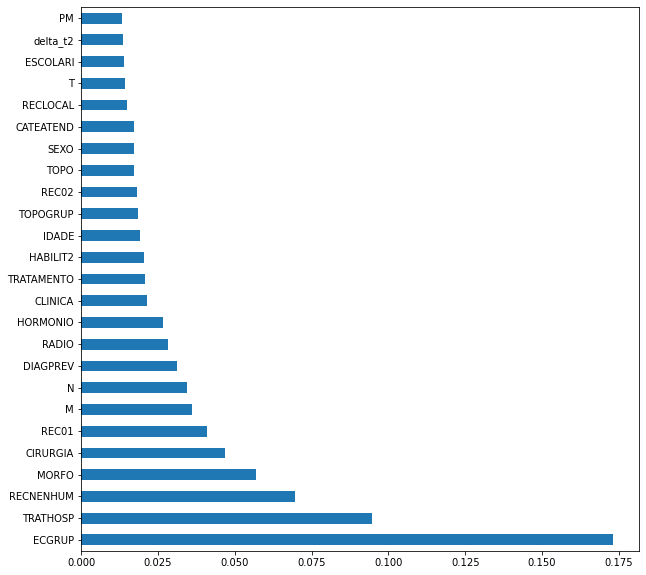 PM
delta_t2
ESCOLARI
T
RECLOCAL
CATEATEND
SEXO
TOPO
REC02
TOPOGRUP
IDADE
HABILIT2
TRATAMENTO
CLINICA
HORMONIO
RADIO
DIAGPREV
N
M
REC01
CIRURGIA
MORFO
RECNENHUM
TRATHOSP
ECGRUP
0.000 0.025 0.050 0.075 0.100 0.125 0.150 0.175